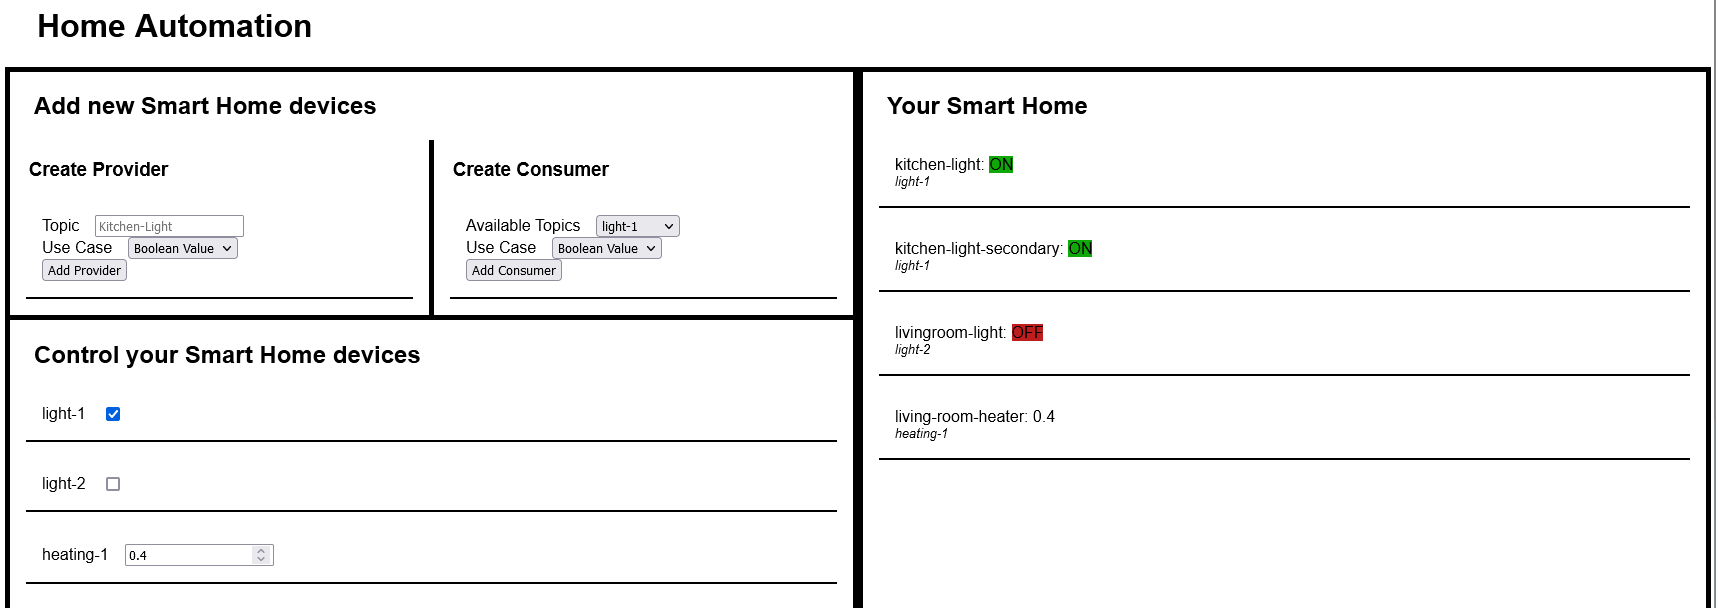 Home Automation
Add new Smart Home devices
Create Provider
Topic Kitchen-Light
Use Case Boolean Value
Add Provider
Create Consumer
Available Topics light-1
Use Case Boolean Value
Add Consumer
Control your Smart Home devices
light-1
light-2
heating-1 0.4
Your Smart Home
kitchen-light: ON
light-1
kitchen-light-secondary: ON
light-1
livingroom-light: OFF
light-2
living-room-heater: 0.4
heating-1